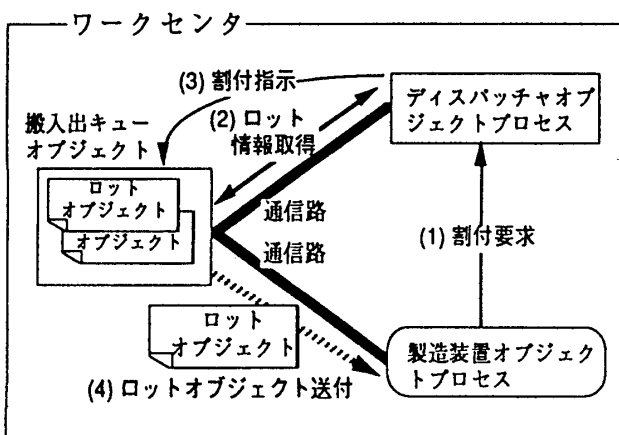 ワークセンタ
(3) 割付指示
ディスパッチャオブ
ジェクトプロセス
(2) ロット
情報取得
搬入出キュー
オブジェクト
ロット
オブジェクト
オブジェクト
通信路
通信路
(1) 割付要求
ロット
オブジェクト
製造装置オブジェク
トプロセス
(4) ロットオブジェクト送付